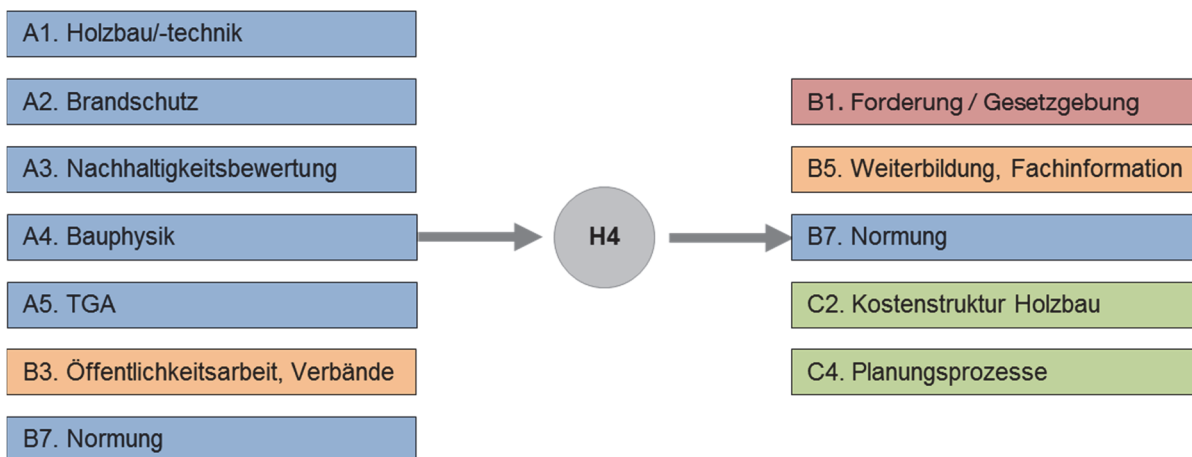 A1. Holzbau/-technik
A2. Brandschutz
A3. Nachhaltigkeitsbewertung
A4. Bauphysik
A5. TGA
B3. Öffentlichkeitsarbeit, Verbände
B7. Normung
H4
B1. Forderung / Gesetzgebung
B5. Weiterbildung, Fachinformation
B7. Normung
C2. Kostenstruktur Holzbau
C4. Planungsprozesse